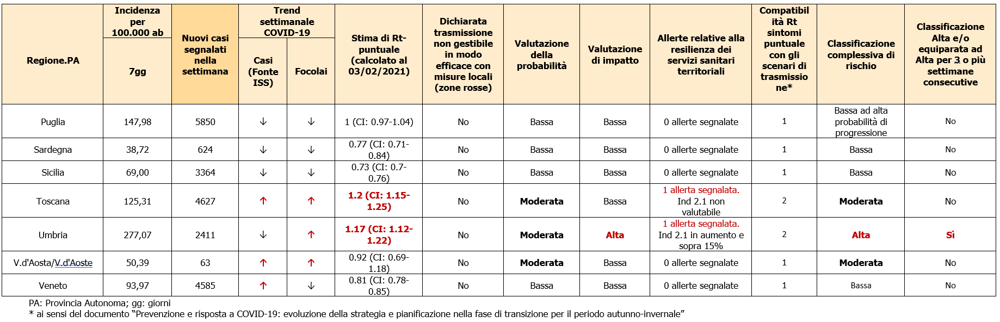 Regione.PA
Incidenza
per
100.000 ab
7gg
Nuovi casi
segnalati
nella
settimana
Trend
settimanale
COVID-19
Casi
(Fonte
ISS)
Focolai
Stima di Rt-
puntuale
(calcolato al
03/02/2021)
Dichiarata
trasmissione
non gestibile
in modo
efficace con
misure locali
(zone rosse)
Valutazione
della
probabilità
Valutazione
di impatto
Allerte relative alla
resilienza dei
servizi sanitari
territoriali
Compatibil
ità Rt
sintomi
puntuale
con gli
scenari di
trasmissio
ne*
Classificazione
complessiva di
rischio
Classificazione
Alta e/o
equiparata ad
Alta per 3 o più
settimane
consecutive
Puglia
147,98
5850
↓
↓
1 (CI: 0.97-1.04)
No
Bassa
Bassa
0 allerte segnalate
1
Bassa ad alta
probabilità di
progressione
No
Sardegna
38,72
624
↓
↓
0.77 (CI: 0.71-
0.84)
No
Bassa
Bassa
0 allerte segnalate
1
Bassa
No
Sicilia
69,00
3364
↓
↓
0.73 (CI: 0.7-
0.76)
No
Bassa
Bassa
0 allerte segnalate
1
Bassa
No
Toscana
125,31
4627
↑
↑
1.2 (CI: 1.15-
1.25)
No
Moderata
Bassa
1 allerta segnalata.
Ind 2.1 non
valutabile
2
Moderata
No
Umbria
277,07
2411
↓
↑
1.17 (CI: 1.12-
1.22)
No
Moderata
Alta
1 allerta segnalata.
Ind 2.1 in aumento e
sopra 15%
2
Alta
Sì
V.d'Aosta/V.d'Aoste
50,39
63
↑
↑
0.92 (CI: 0.69-
1.18)
No
Moderata
Bassa
0 allerte segnalate
1
Moderata
No
Veneto
93,97
4585
↑
↓
0.81 (CI: 0.78-
0.85)
No
Bassa
Bassa
0 allerte segnalate
1
Bassa
No
PA: Provincia Autonoma; gg: giorni
* ai sensi del documento “Prevenzione e risposta a COVID-19: evoluzione della strategia e pianificazione nella fase di transizione per il periodo autunno-invernale”